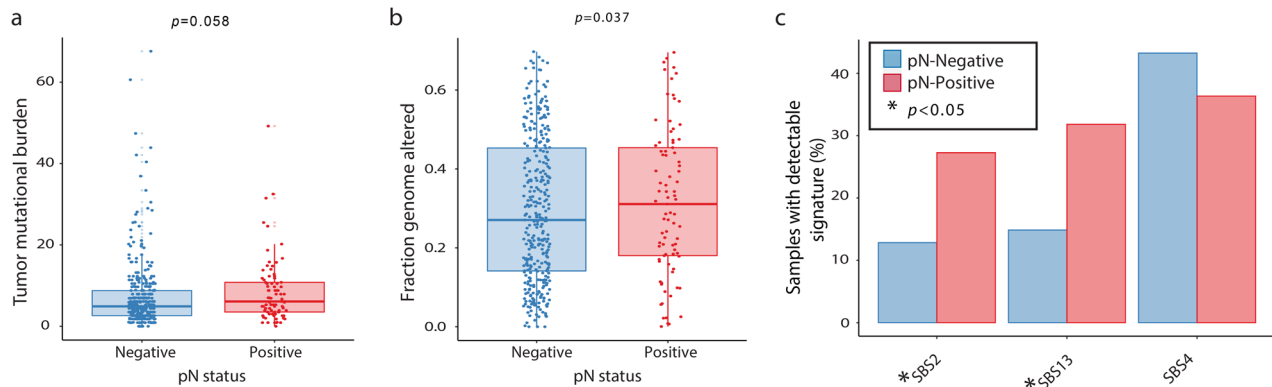 a
p=0.058
Tumor mutational burden
60
40
20
0
Negative
Positive
pN status
b
p=0.037
Fraction genome altered
0.6
0.4
0.2
0.0
Negative
Positive
pN status
c
Samples with detectable
signature (%)
40
30
20
10
0
pN-Negative
pN-Positive
* p<0.05
*SBS2
*SBS13
SBS4